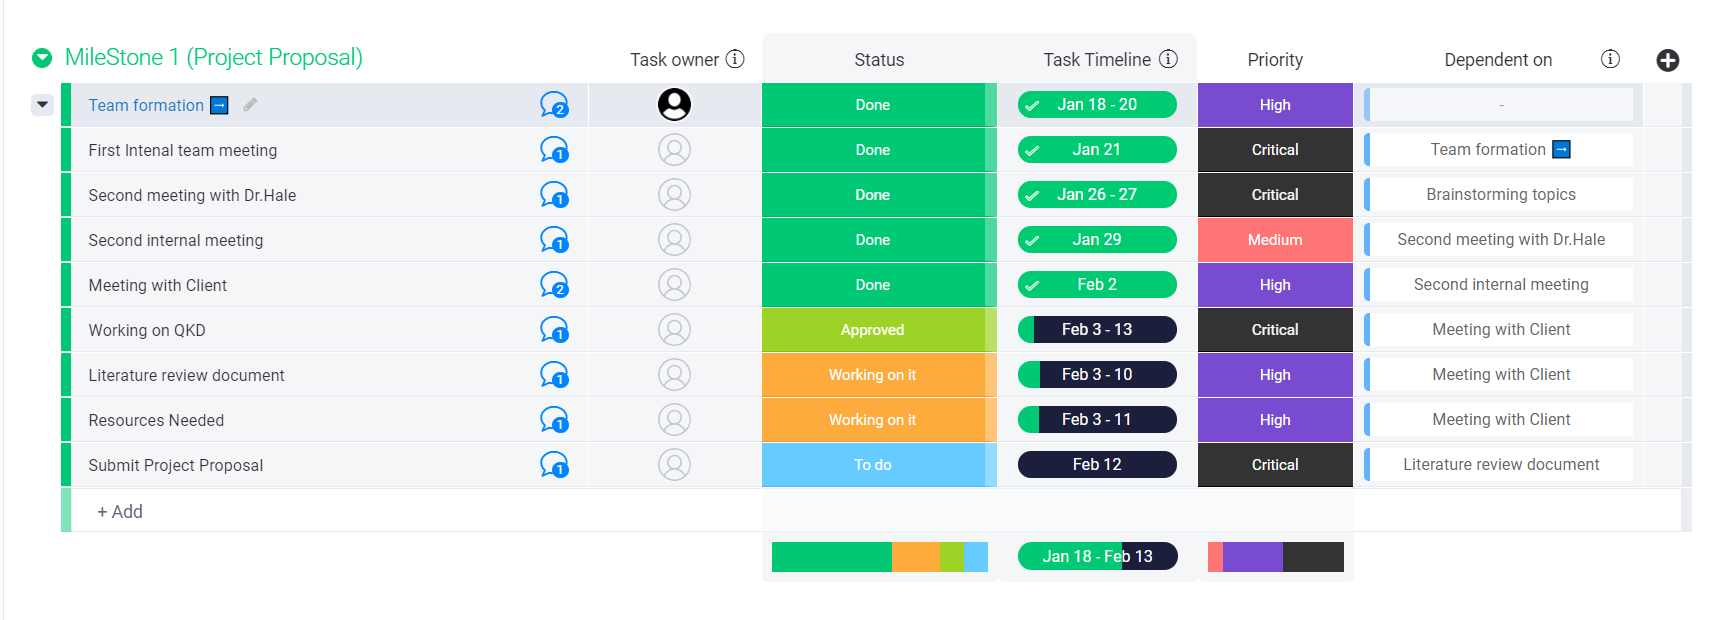 MileStone 1 (Project Proposal) Task owner Status Task Timeline Priority Dependent on
Team formation 2 Done Jan 18 - 20 High -
First Intenal team meeting 1 Done Jan 21 Critical Team formation
Second meeting with Dr.Hale 1 Done Jan 26 - 27 Critical Brainstorming topics
Second internal meeting 1 Done Jan 29 Medium Second meeting with Dr.Hale
Meeting with Client 2 Done Feb 2 High Second internal meeting
Working on QKD 1 Approved Feb 3 - 13 Critical Meeting with Client
Literature review document 1 Working on it Feb 3 - 10 High Meeting with Client
Resources Needed 1 Working on it Feb 3 - 11 High Meeting with Client
Submit Project Proposal 1 To do Feb 12 Critical Literature review document
+ Add
Jan 18 - Feb 13